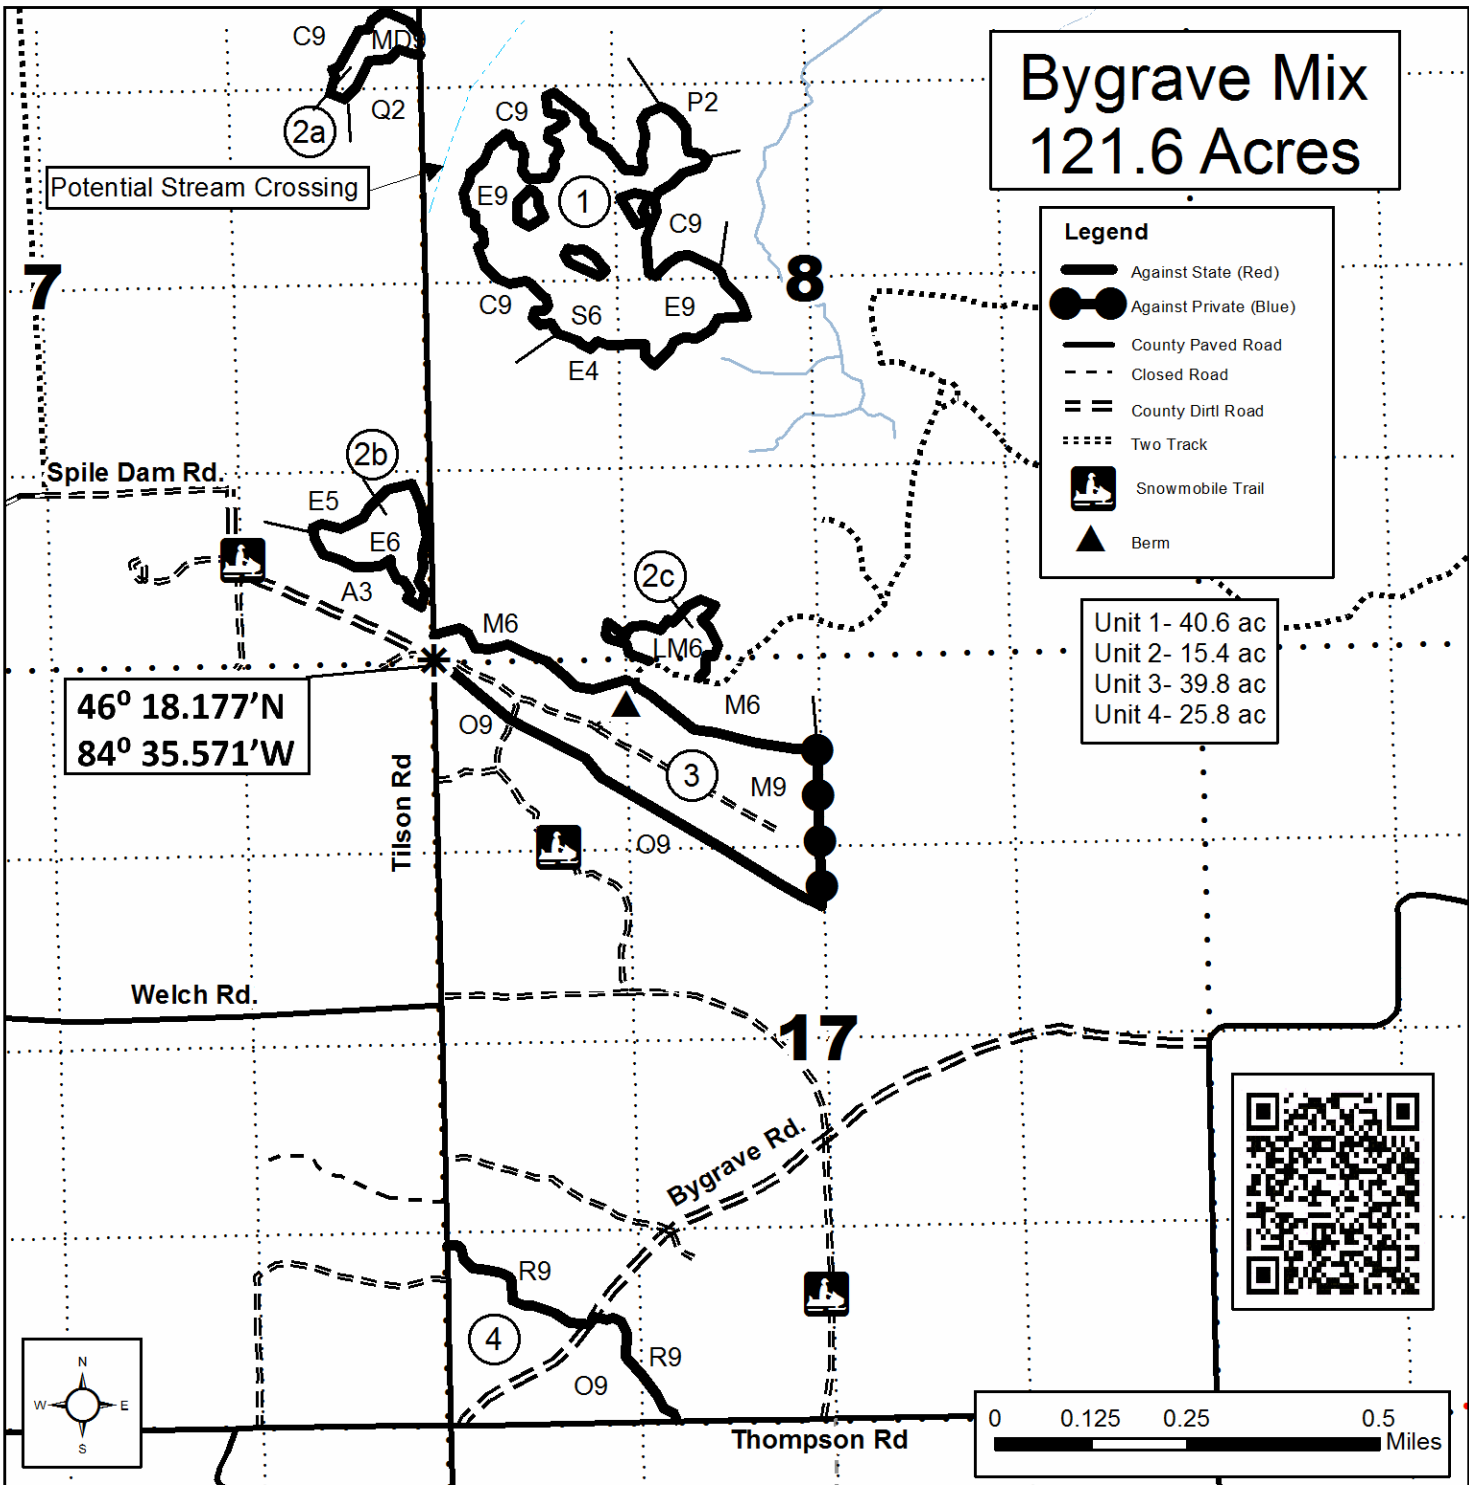 Bygrave Mix
121.6 Acres
C9
MD9
Q2
2a
Potential Stream Crossing
C9
P2
E9
1
C9
7
8
C9
S6
E9
E4
Legend
Against State (Red)
Against Private (Blue)
County Paved Road
Closed Road
County Dirtl Road
Two Track
Snowmobile Trail
Berm
2b
Spile Dam Rd.
E5
E6
A3
2c
M6
LM6
Unit 1- 40.6 ac
Unit 2- 15.4 ac
Unit 3- 39.8 ac
Unit 4- 25.8 ac
46⁰ 18.177’N
84⁰ 35.571’W
M6
O9
3
M9
Tilson Rd
O9
Welch Rd.
17
Bygrave Rd.
R9
4
R9
O9
N
W E
S
Thompson Rd
0 0.125 0.25 0.5
Miles